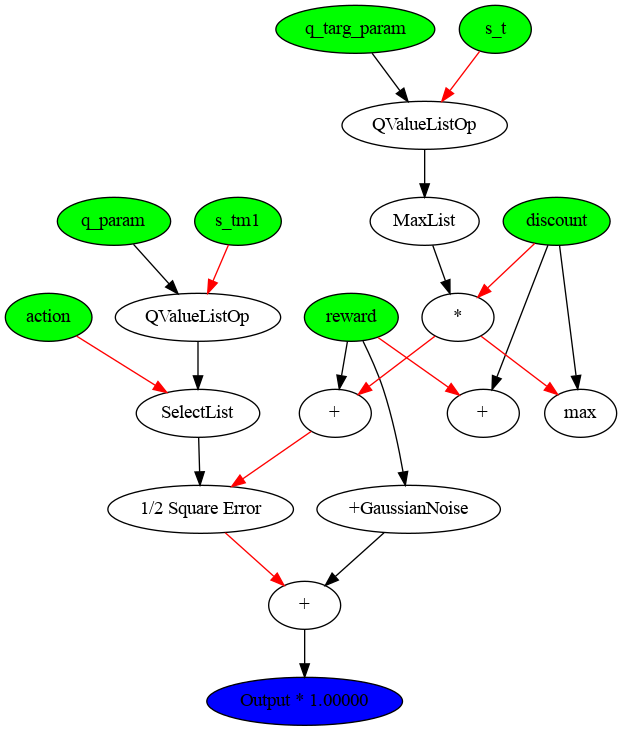 q_targ_param
s_t
QValueListOp
q_param
s_tm1
MaxList
discount
action
QValueListOp
reward
*
SelectList
+
+
max
1/2 Square Error
+GaussianNoise
+
Output * 1.00000